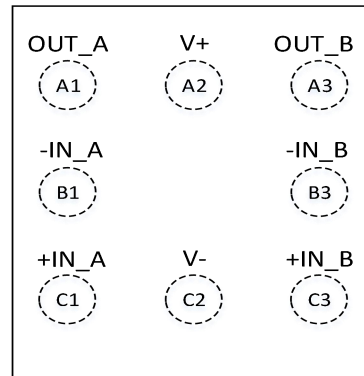 OUT_A V+ OUT_B
A1 A2 A3
-IN_A -IN_B
B1 B3
+IN_A V- +IN_B
C1 C2 C3